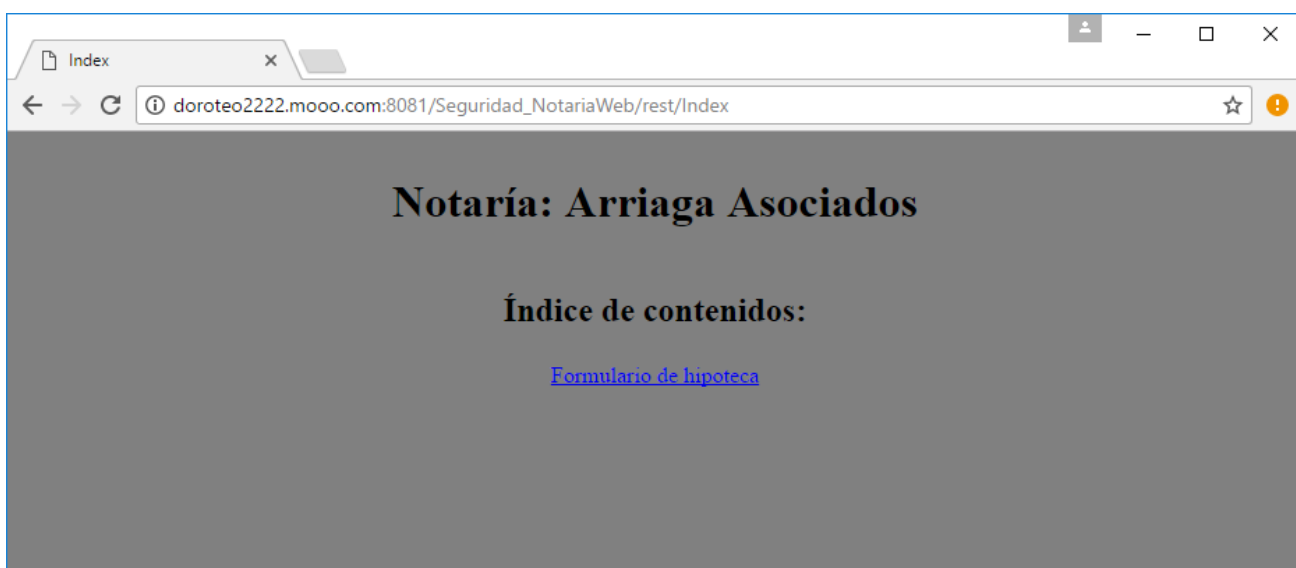 Index
doroteo2222.mooo.com:8081/Seguridad_NotariaWeb/rest/Index
Notaría: Arriaga Asociados
Índice de contenidos:
Formulario de hipoteca